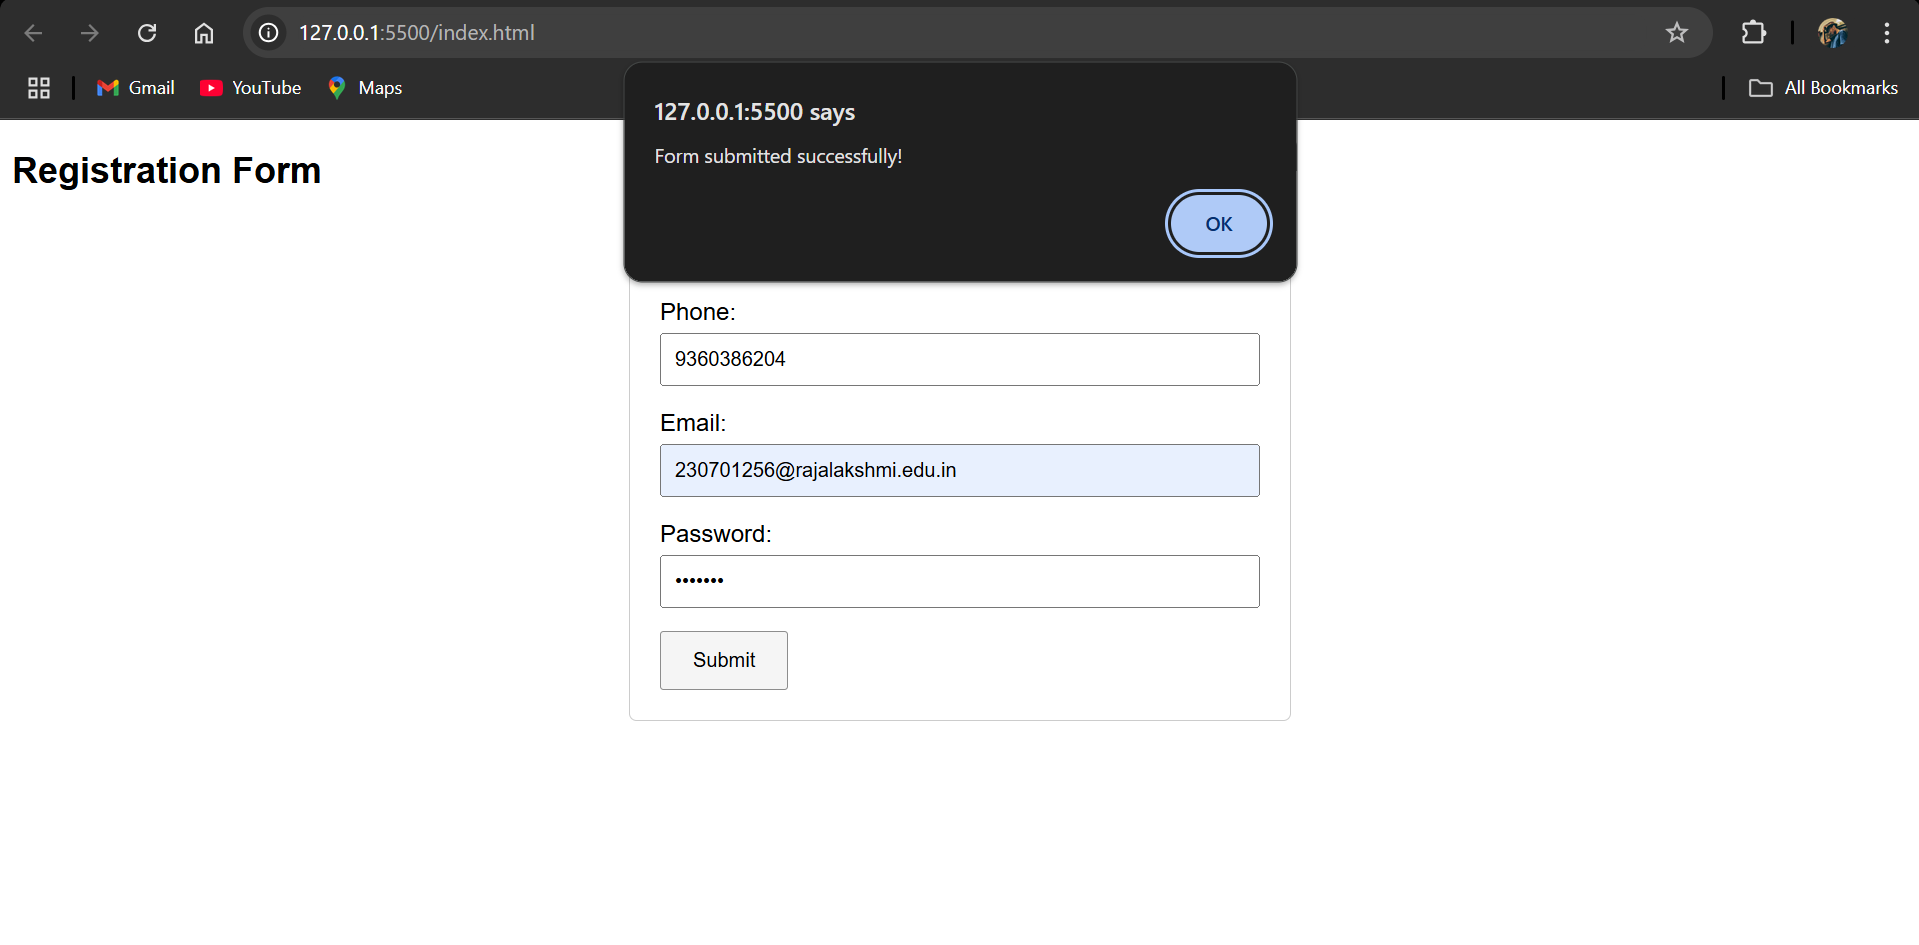 127.0.0.1:5500/index.html
Gmail YouTube Maps All Bookmarks
127.0.0.1:5500 says
Form submitted successfully!
OK
Registration Form
Phone:
9360386204
Email:
230701256@rajalakshmi.edu.in
Password:
•••••••
Submit